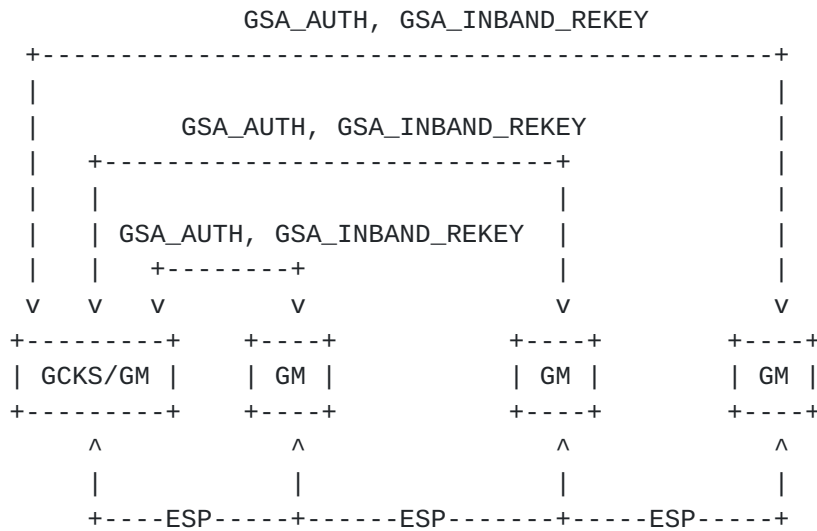 GSA_AUTH, GSA_INBAND_REKEY
GSA_AUTH, GSA_INBAND_REKEY
GSA_AUTH, GSA_INBAND_REKEY
GCKS/GM GM GM GM
ESP ESP ESP